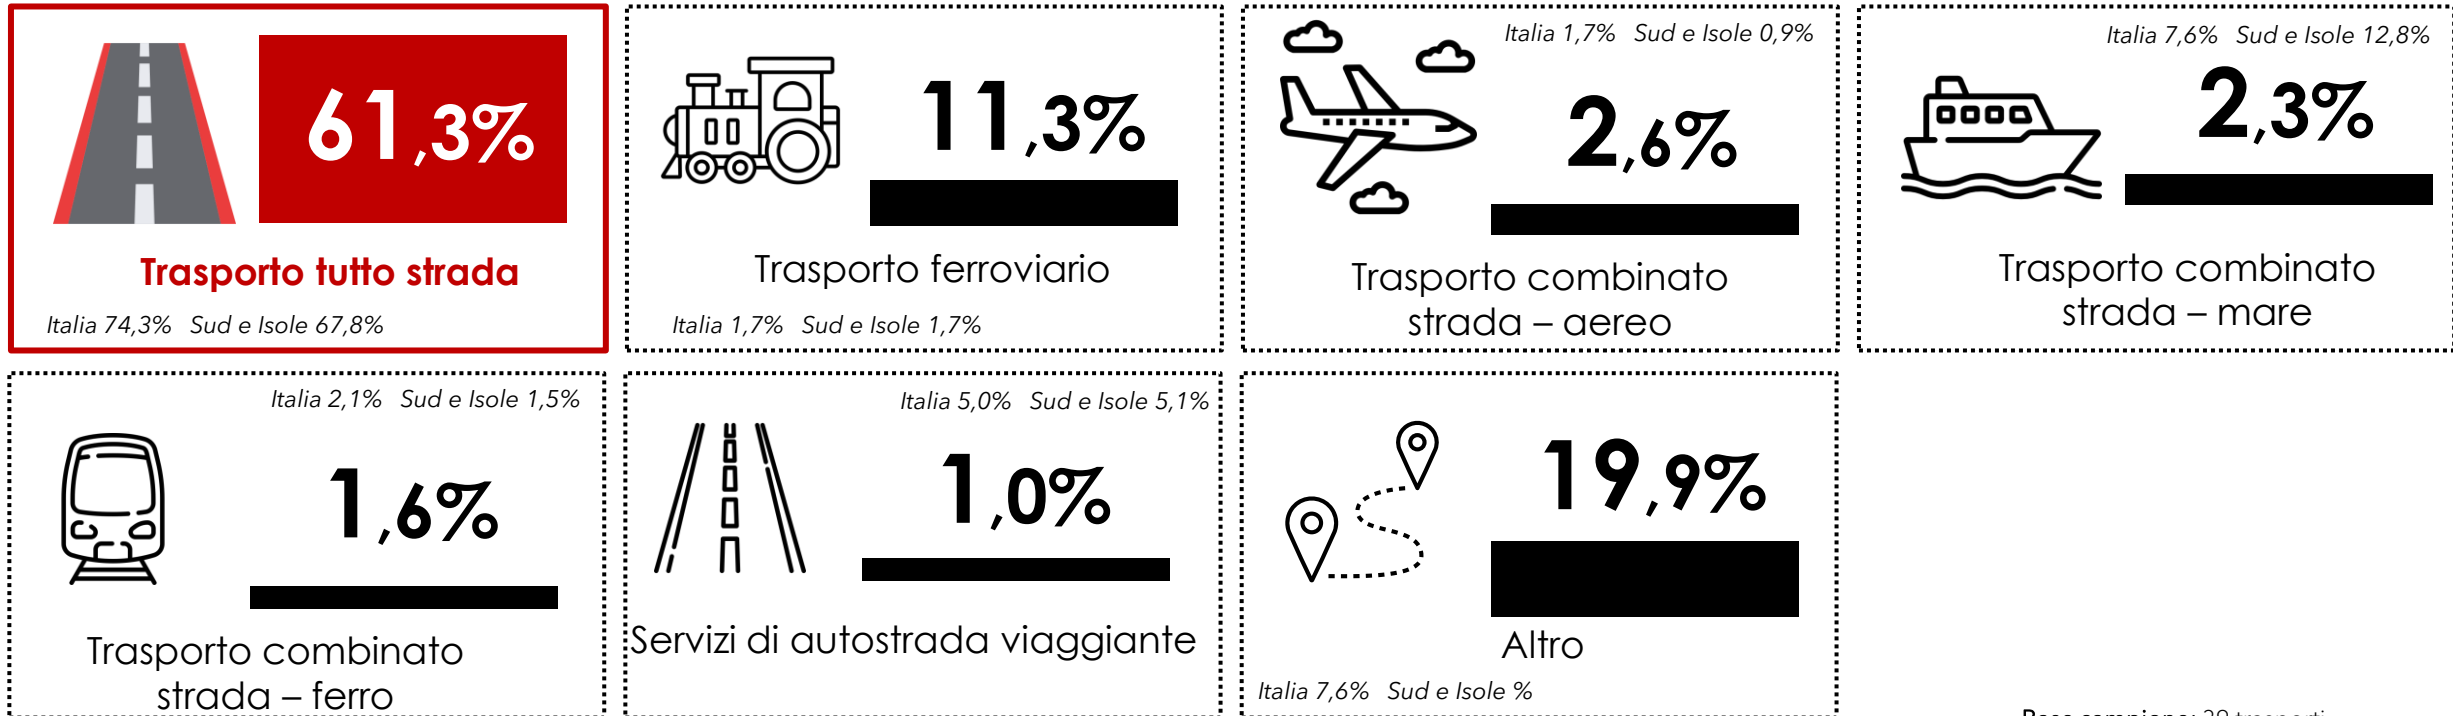 61,3%
Trasporto tutto strada
Italia 74,3% Sud e Isole 67,8%
11,3%
Trasporto ferroviario
Italia 1,7% Sud e Isole 1,7%
Italia 1,7% Sud e Isole 0,9%
2,6%
Trasporto combinato
strada – aereo
Italia 7,6% Sud e Isole 12,8%
2,3%
Trasporto combinato
strada – mare
Italia 2,1% Sud e Isole 1,5%
1,6%
Trasporto combinato
strada – ferro
Italia 5,0% Sud e Isole 5,1%
1,0%
Servizi di autostrada viaggiante
19,9%
Altro
Italia 7,6% Sud e Isole %